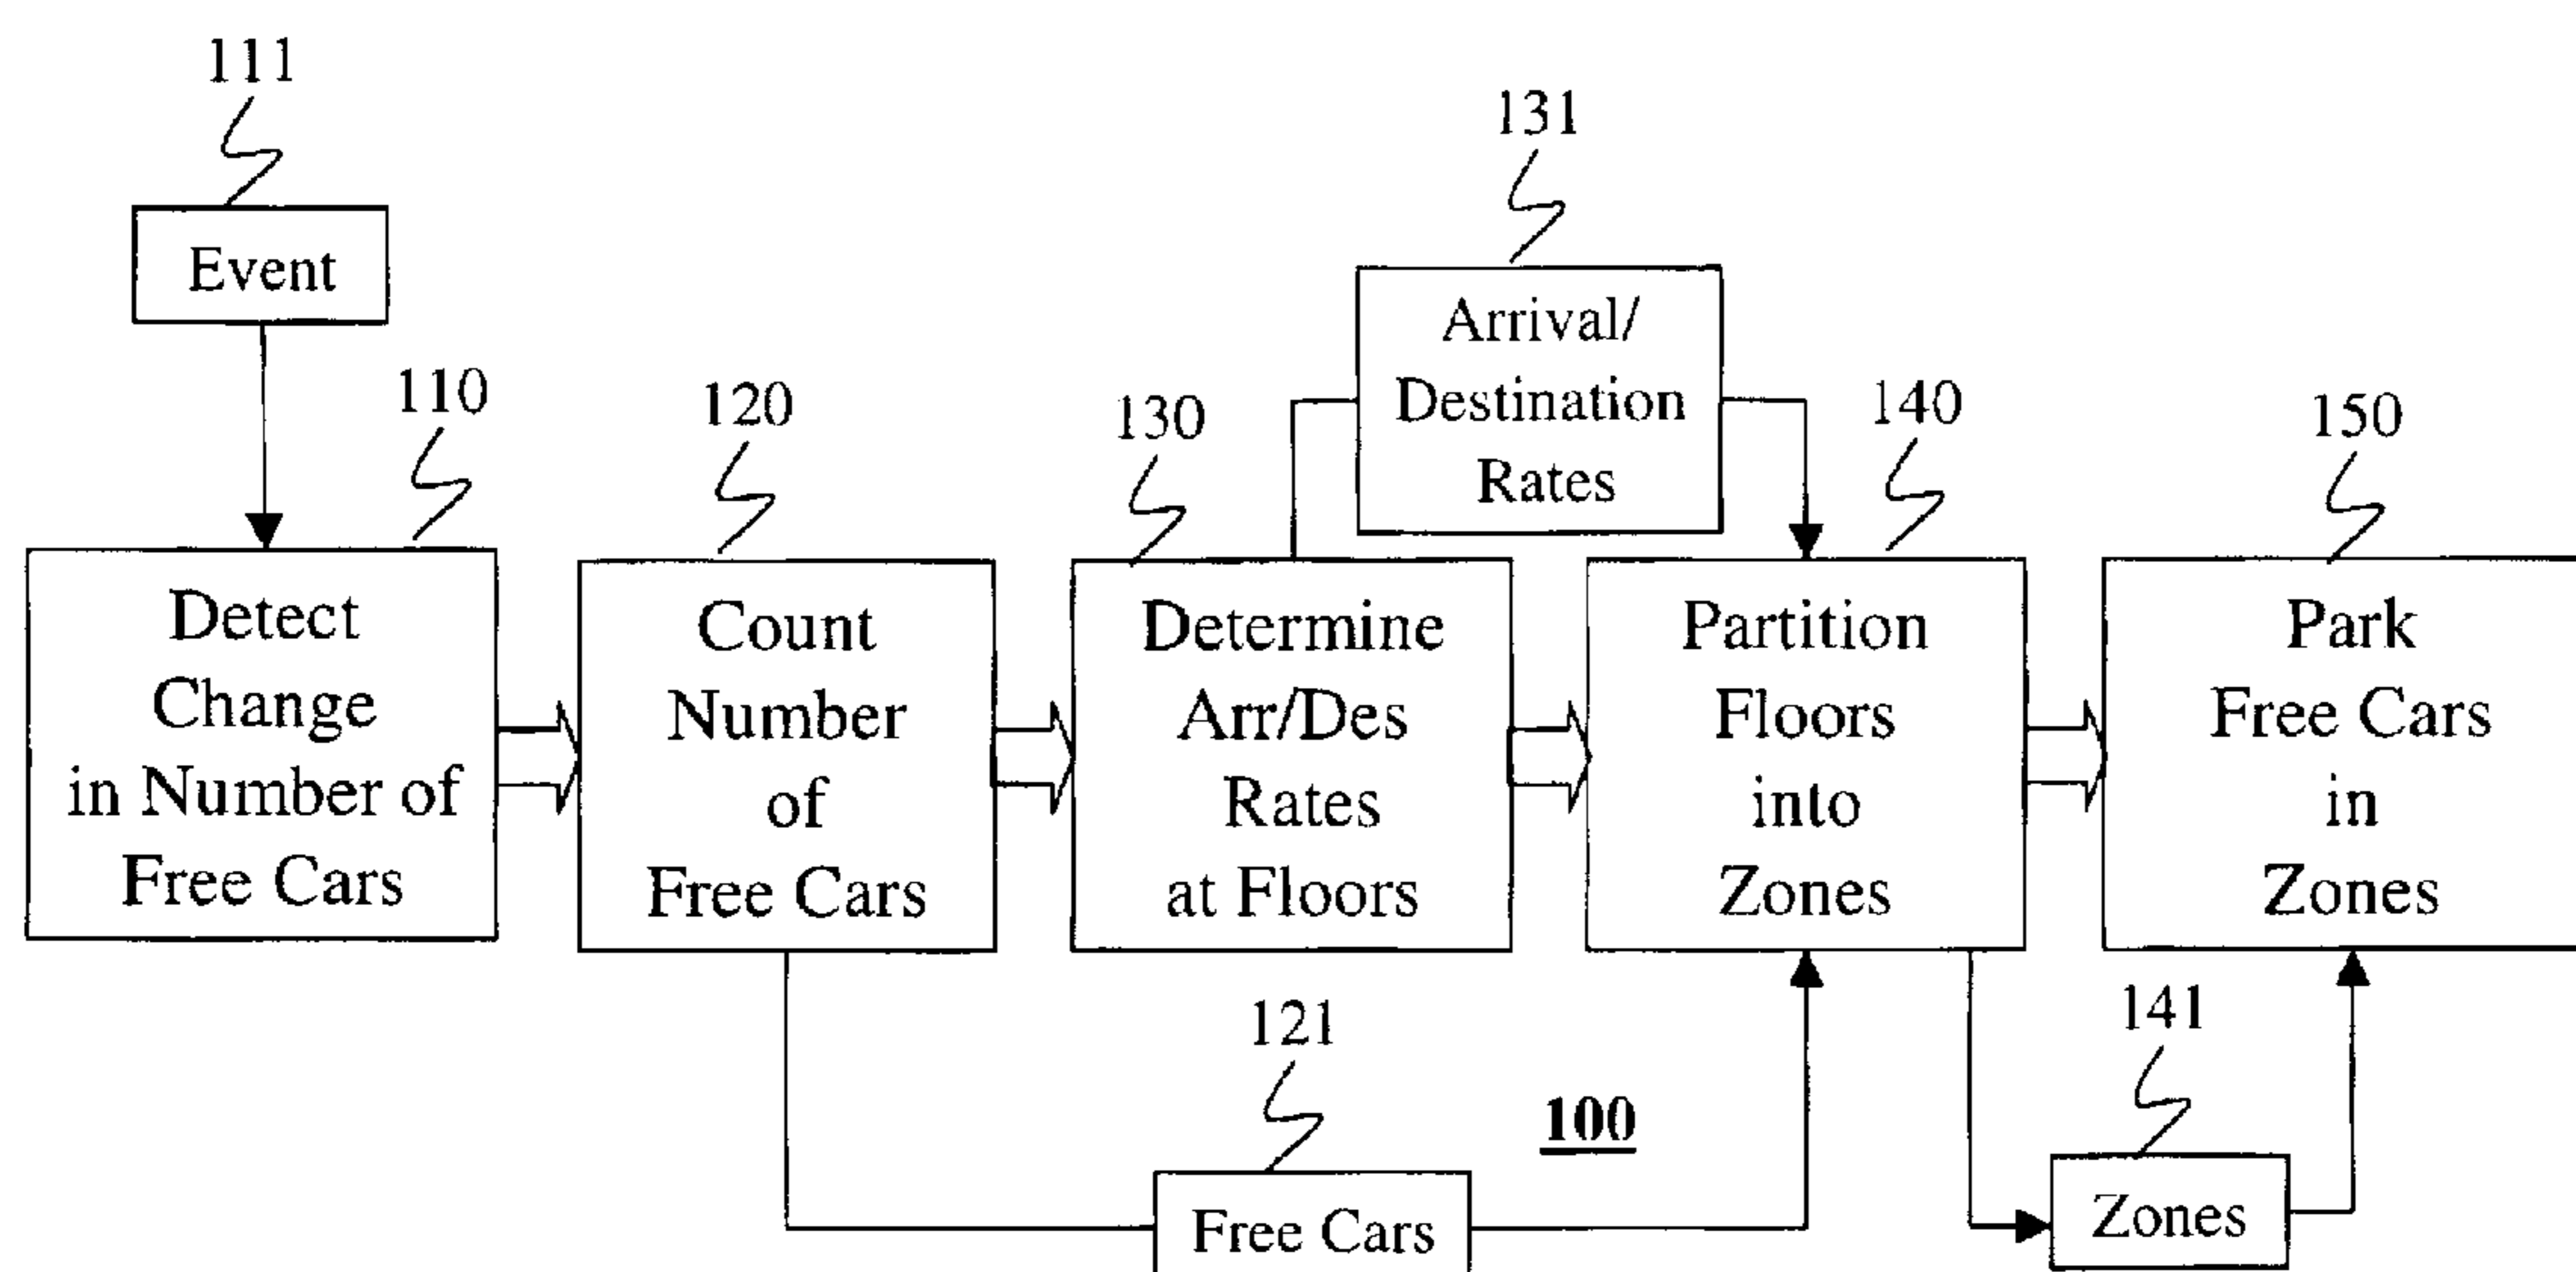 111
Event
131
Arrival/
Destination
Rates
110
120
130
140
150
Detect
Change
in Number of
Free Cars
Count
Number
of
Free Cars
Determine
Arr/Des
Rates
at Floors
Partition
Floors
into
Zones
Park
Free Cars
in
Zones
121
Free Cars
100
141
Zones